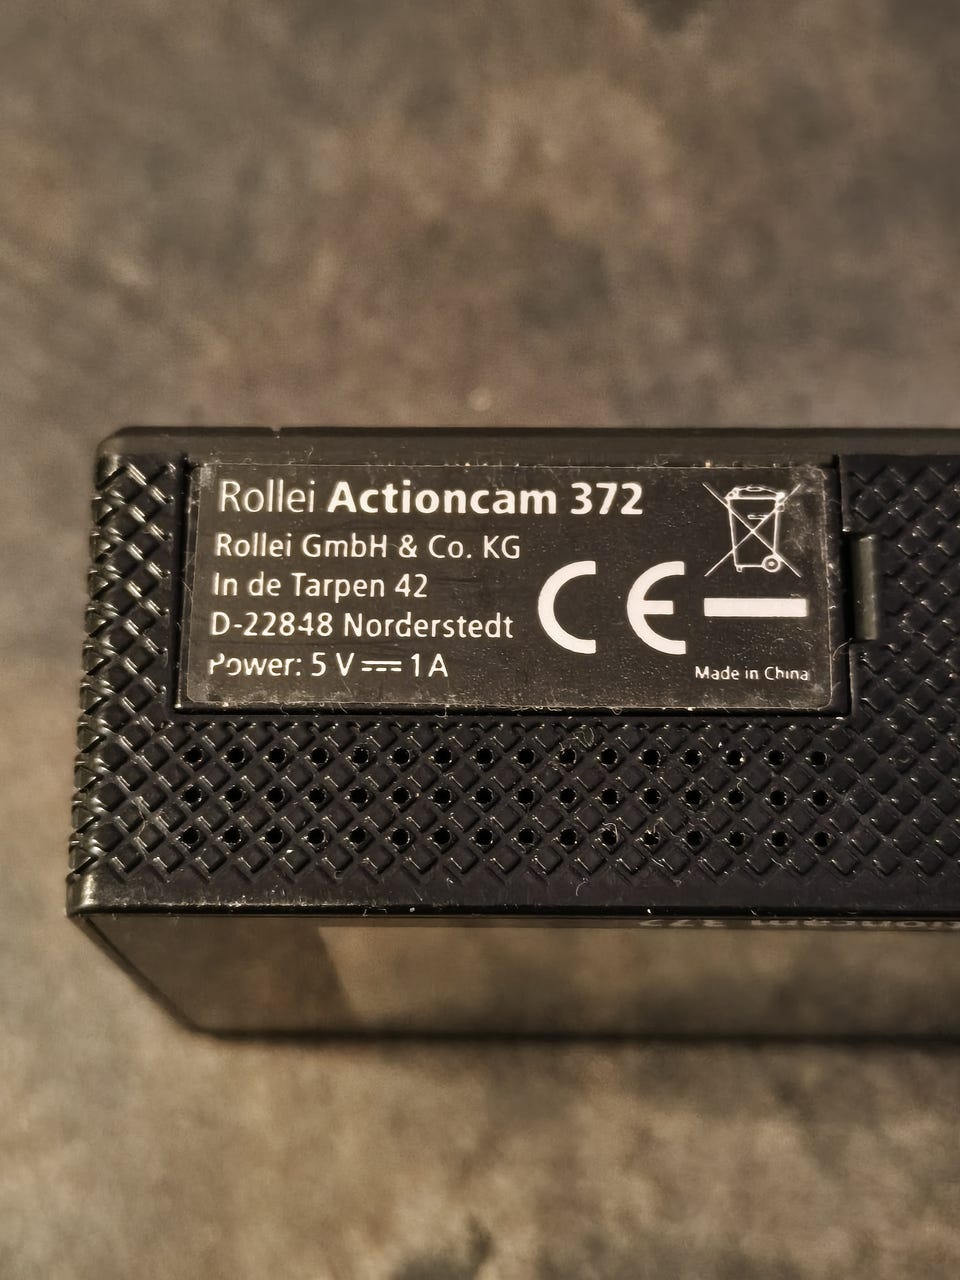 Rollei Actioncam 372
Rollei GmbH & Co. KG
In de Tarpen 42
D-22848 Norderstedt
Power: 5 V ⎓ 1 A
CE
Made in China